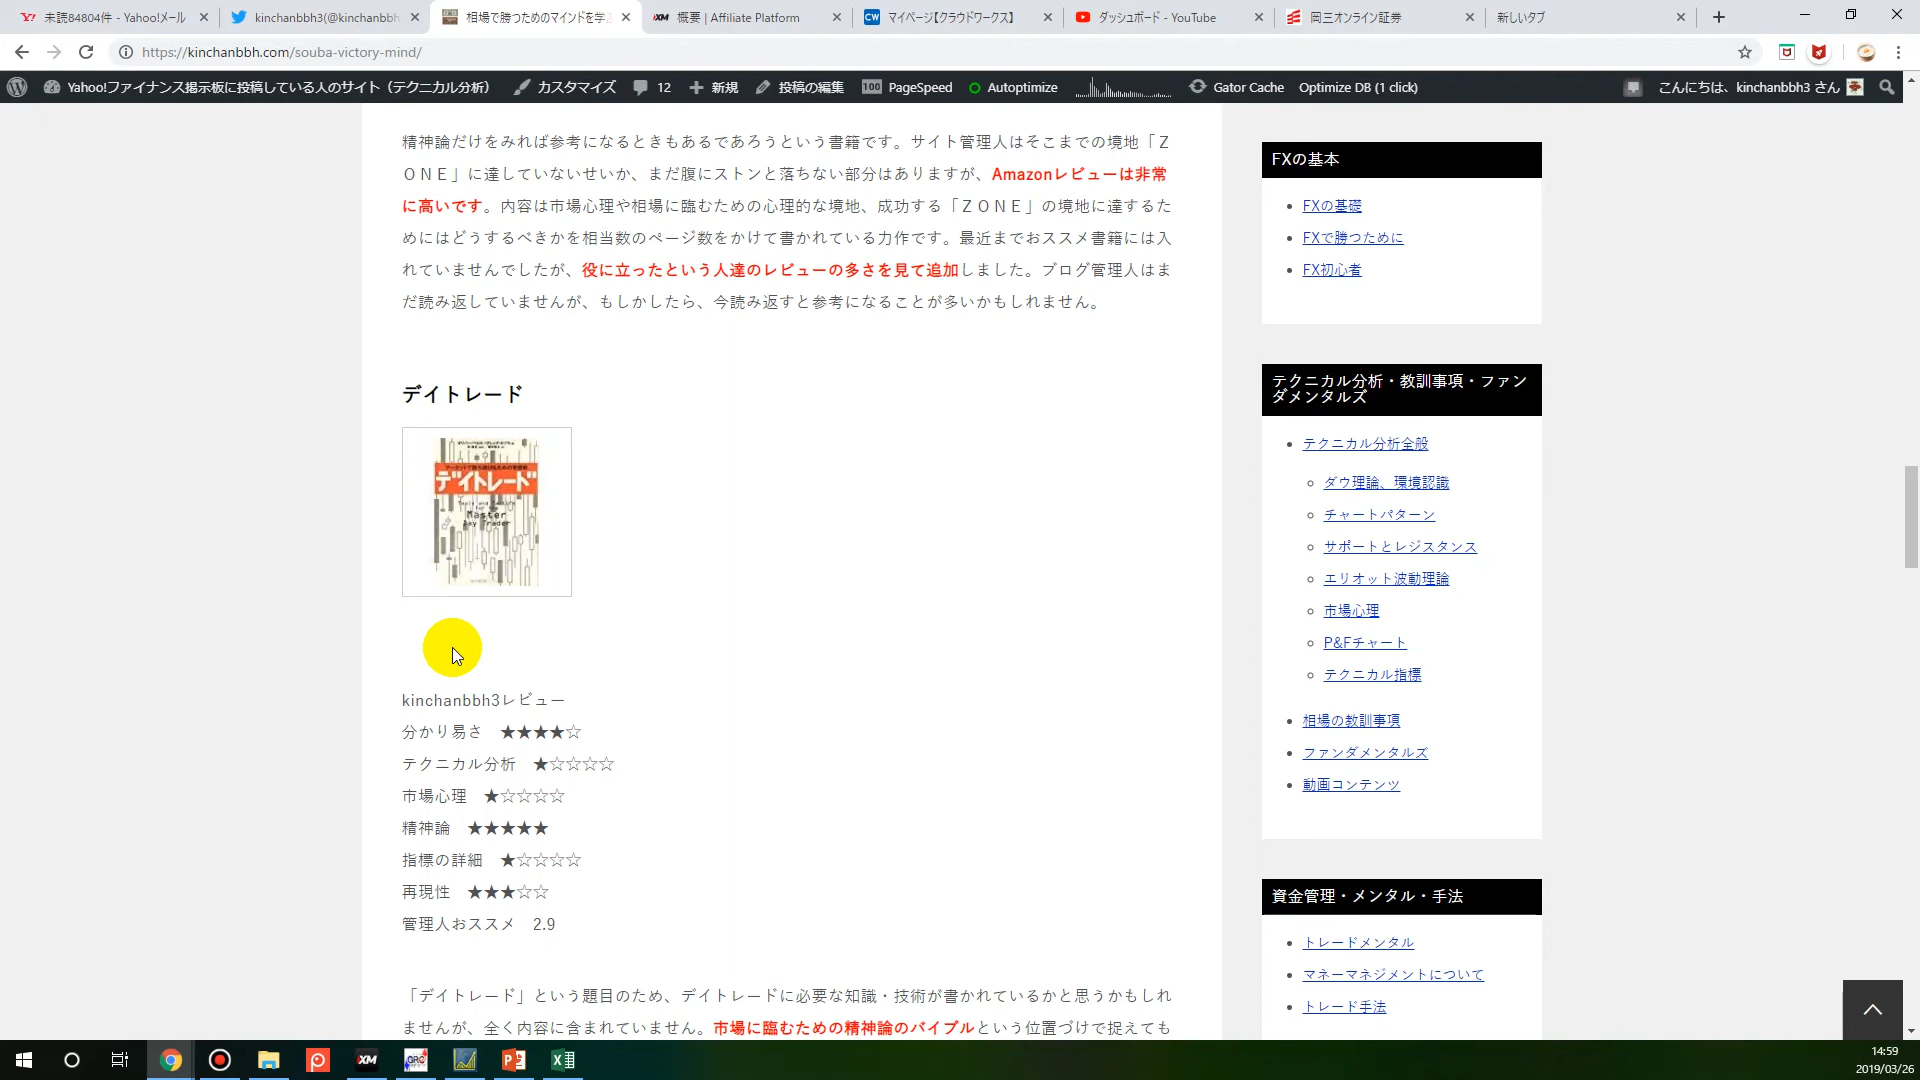 未読84804件 - Yahoo!メール
kinchanbbh3(@kinchanbbh
相場で勝つためのマインドを学ぶ
概要 | Affiliate Platform
マイページ【クラウドワークス】
ダッシュボード - YouTube
岡三オンライン証券
新しいタブ
https://kinchanbbh.com/souba-victory-mind/
Yahoo!ファイナンス掲示板に投稿している人のサイト（テクニカル分析）
カスタマイズ
12
新規
投稿の編集
100 PageSpeed
Autoptimize
Gator Cache
Optimize DB (1 click)
こんにちは、kinchanbbh3 さん
精神論だけをみれば参考になるときもあるであろうという書籍です。サイト管理人はそこまでの境地「Ｚ
ＯＮＥ」に達していないせいか、まだ腹にストンと落ちない部分はありますが、Amazonレビューは非常
に高いです。内容は市場心理や相場に臨むための心理的な境地、成功する「ＺＯＮＥ」の境地に達するた
めにはどうするべきかを相当数のページ数をかけて書かれている力作です。最近までおススメ書籍には入
れていませんでしたが、役に立ったという人達のレビューの多さを見て追加しました。ブログ管理人はま
だ読み返していませんが、もしかしたら、今読み返すと参考になることが多いかもしれません。
デイトレード
デイトレード
Tools and Tactics
for the
Master
Day Trader
kinchanbbh3レビュー
分かり易さ　★★★★☆
テクニカル分析　★☆☆☆☆
市場心理　★☆☆☆☆
精神論　★★★★★
指標の詳細　★☆☆☆☆
再現性　★★★☆☆
管理人おススメ　2.9
「デイトレード」という題目のため、デイトレードに必要な知識・技術が書かれているかと思うかもしれ
ませんが、全く内容に含まれていません。市場に臨むための精神論のバイブルという位置づけで捉えても
FXの基本
FXの基礎
FXで勝つために
FX初心者
テクニカル分析・教訓事項・ファン
ダメンタルズ
テクニカル分析全般
ダウ理論、環境認識
チャートパターン
サポートとレジスタンス
エリオット波動理論
市場心理
P&Fチャート
テクニカル指標
相場の教訓事項
ファンダメンタルズ
動画コンテンツ
資金管理・メンタル・手法
トレードメンタル
マネーマネジメントについて
トレード手法
XM
GRC
14:59
2019/03/26